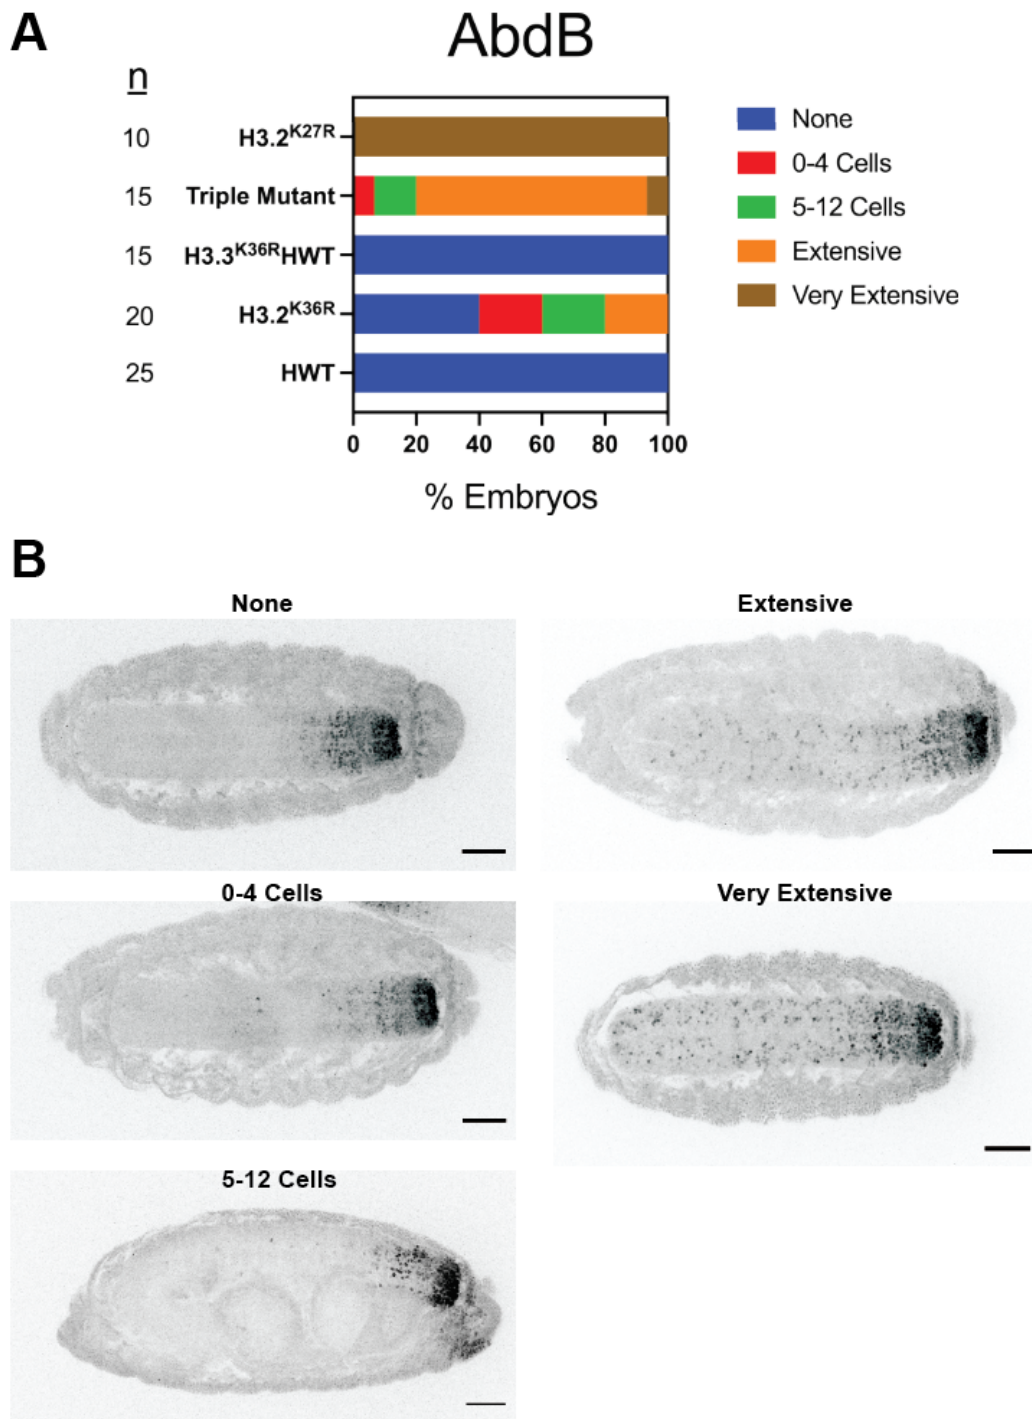 A
AbdB
n
10 H3.2K27R
15 Triple Mutant
15 H3.3K36RHWT
20 H3.2K36R
25 HWT
0 20 40 60 80 100
% Embryos
None
0-4 Cells
5-12 Cells
Extensive
Very Extensive
B
None
Extensive
0-4 Cells
Very Extensive
5-12 Cells